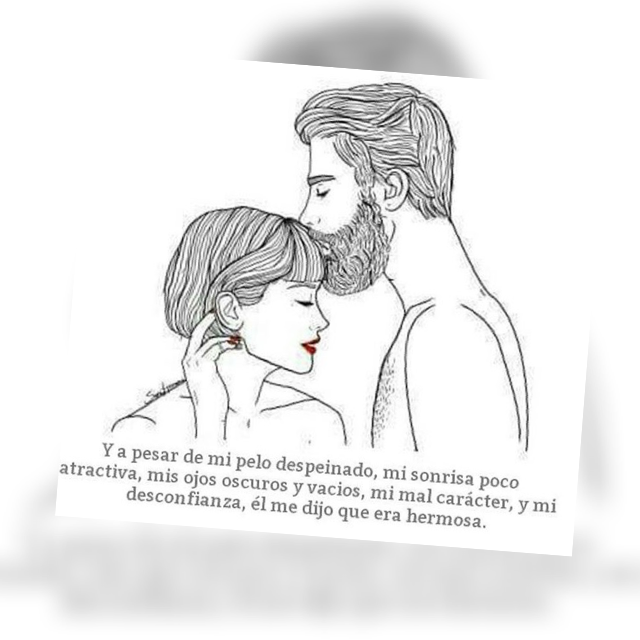 Y a pesar de mi pelo despeinado, mi sonrisa poco
atractiva, mis ojos oscuros y vacios, mi mal carácter, y mi
desconfianza, él me dijo que era hermosa.